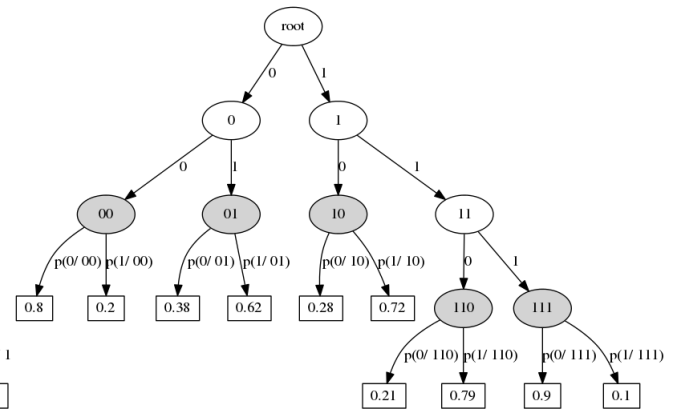 root
0 1
0 1
0 1 0 1
00 01 10 11
p(0/ 00) p(1/ 00) p(0/ 01) p(1/ 01) p(0/ 10) p(1/ 10) 0 1
0.8 0.2 0.38 0.62 0.28 0.72 110 111
1 p(0/ 110) p(1/ 110) p(0/ 111) p(1/ 111)
0.21 0.79 0.9 0.1